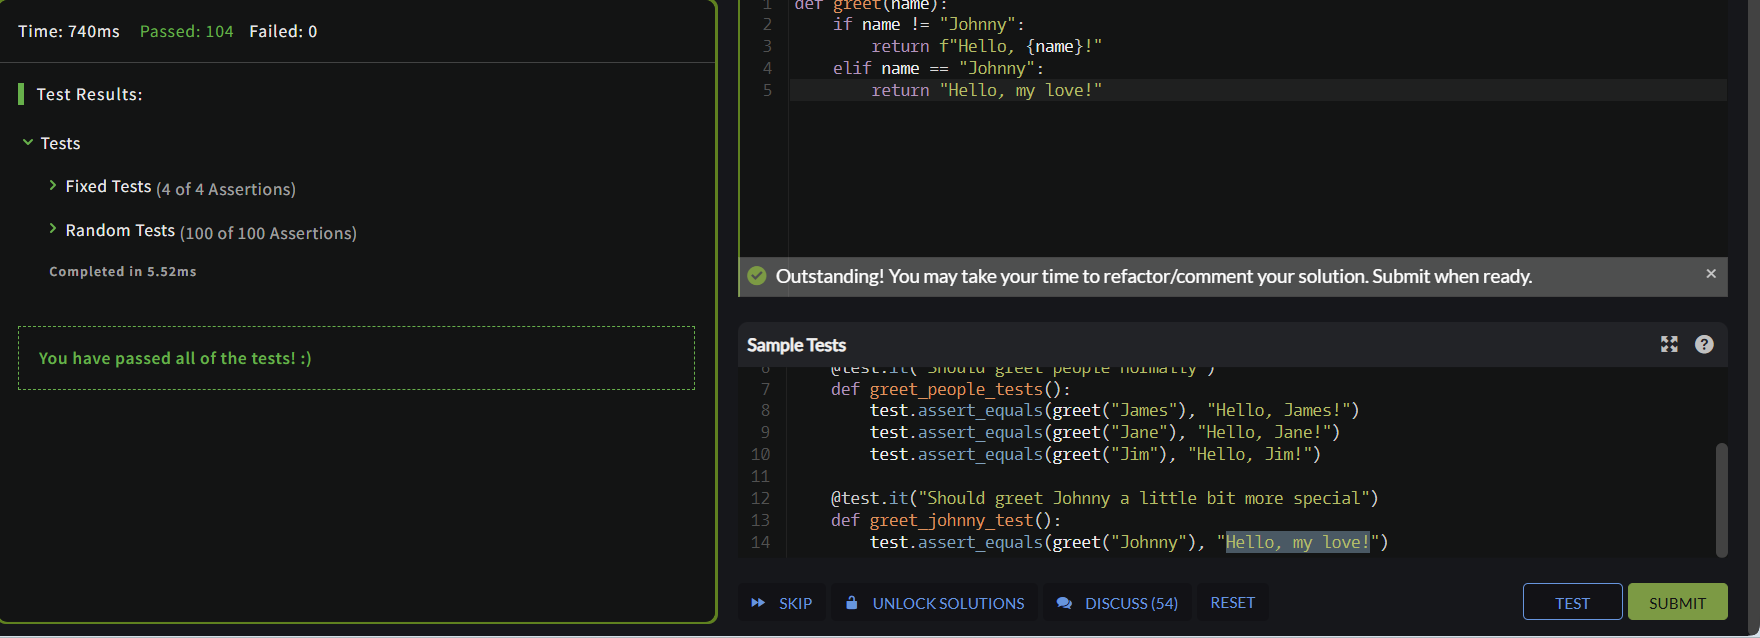 Time: 740ms Passed: 104 Failed: 0
Test Results:
Tests
Fixed Tests (4 of 4 Assertions)
Random Tests (100 of 100 Assertions)
Completed in 5.52ms
You have passed all of the tests! :)
1 def greet(name):
2 if name != "Johnny":
3 return f"Hello, {name}!"
4 elif name == "Johnny":
5 return "Hello, my love!"
Outstanding! You may take your time to refactor/comment your solution. Submit when ready.
Sample Tests
6 @test.it("Should greet people normally")
7 def greet_people_tests():
8 test.assert_equals(greet("James"), "Hello, James!")
9 test.assert_equals(greet("Jane"), "Hello, Jane!")
10 test.assert_equals(greet("Jim"), "Hello, Jim!")
11
12 @test.it("Should greet Johnny a little bit more special")
13 def greet_johnny_test():
14 test.assert_equals(greet("Johnny"), "Hello, my love!")
SKIP UNLOCK SOLUTIONS DISCUSS (54) RESET TEST SUBMIT